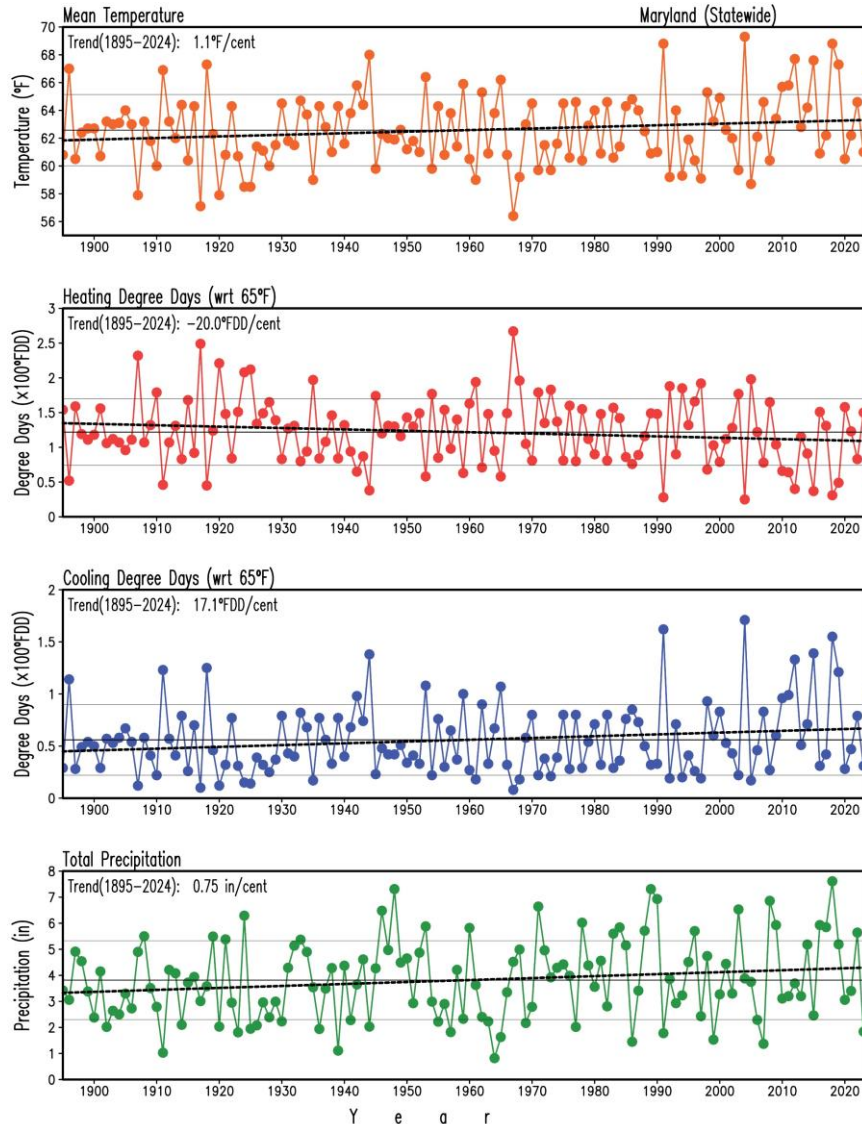 Mean Temperature Maryland (Statewide)
Trend(1895-2024): 1.1°F/cent
Temperature (°F)
70
68
66
64
62
60
58
56
1900 1910 1920 1930 1940 1950 1960 1970 1980 1990 2000 2010 2020
Heating Degree Days (wrt 65°F)
Trend(1895-2024): -20.0°FDD/cent
Degree Days (x100°FDD)
3
2.5
2
1.5
1
0.5
0
1900 1910 1920 1930 1940 1950 1960 1970 1980 1990 2000 2010 2020
Cooling Degree Days (wrt 65°F)
Trend(1895-2024): 17.1°FDD/cent
Degree Days (x100°FDD)
2
1.5
1
0.5
0
1900 1910 1920 1930 1940 1950 1960 1970 1980 1990 2000 2010 2020
Total Precipitation
Trend(1895-2024): 0.75 in/cent
Precipitation (in)
8
7
6
5
4
3
2
1
0
1900 1910 1920 1930 1940 1950 1960 1970 1980 1990 2000 2010 2020
Y e a r